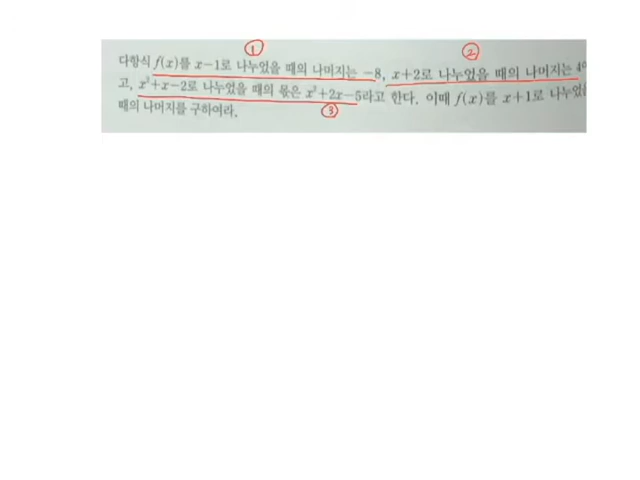 ① ②
다항식 f(x)를 x−1로 나누었을 때의 나머지는 −8, x+2로 나누었을 때의 나머지는 4이
고, x²+x−2로 나누었을 때의 몫은 x³+2x−5라고 한다. 이때 f(x)를 x+1로 나누었을
③
때의 나머지를 구하여라.